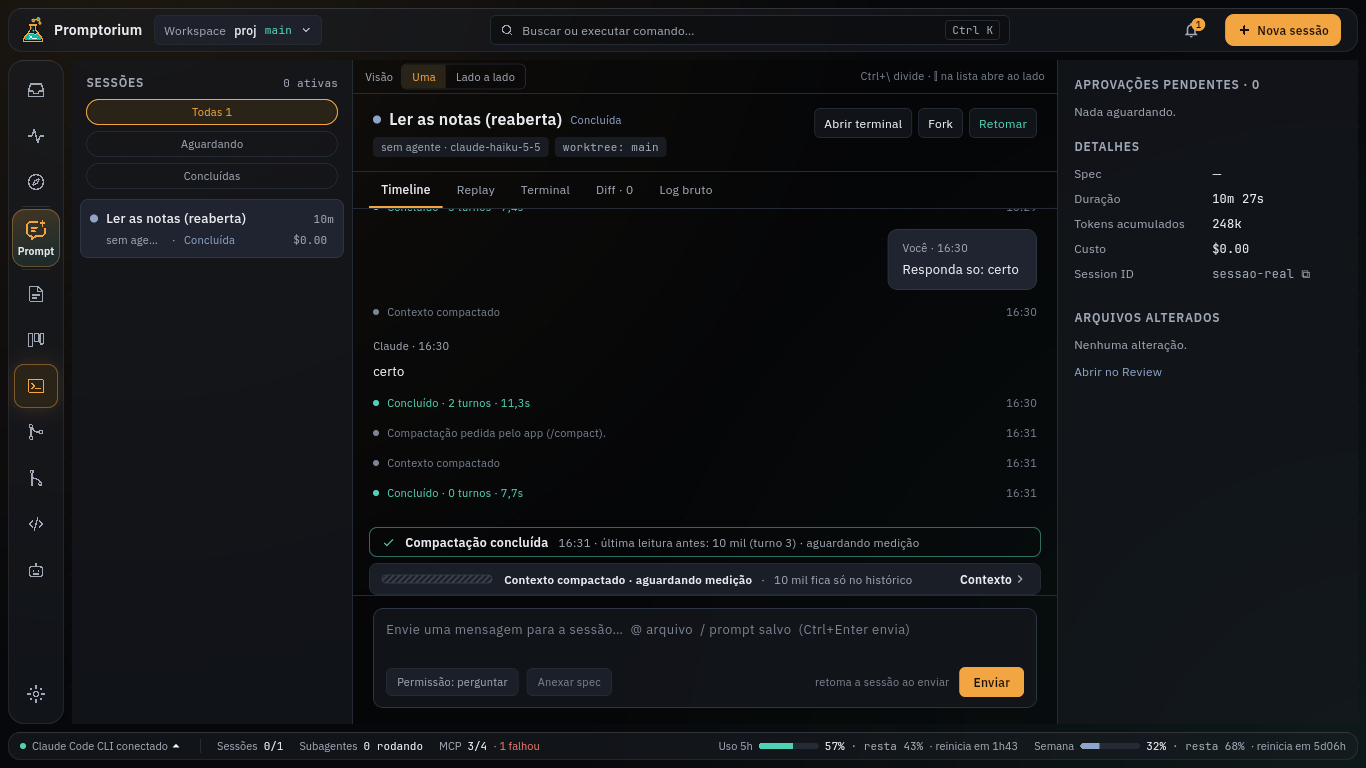 Promptorium
Workspace proj main
Buscar ou executar comando...
Ctrl K
1
+ Nova sessão
Prompt
SESSÕES
0 ativas
Todas 1
Aguardando
Concluídas
Ler as notas (reaberta)
10m
sem age... · Concluída
$0.00
Visão
Uma
Lado a lado
Ctrl+\ divide · ‖ na lista abre ao lado
Ler as notas (reaberta) Concluída
sem agente · claude-haiku-5-5
worktree: main
Abrir terminal
Fork
Retomar
Timeline
Replay
Terminal
Diff · 0
Log bruto
Você · 16:30
Responda so: certo
Contexto compactado
16:30
Claude · 16:30
certo
Concluído · 2 turnos · 11,3s
16:30
Compactação pedida pelo app (/compact).
16:31
Contexto compactado
16:31
Concluído · 0 turnos · 7,7s
16:31
Compactação concluída 16:31 · última leitura antes: 10 mil (turno 3) · aguardando medição
Contexto compactado · aguardando medição · 10 mil fica só no histórico
Contexto
Envie uma mensagem para a sessão... @ arquivo / prompt salvo (Ctrl+Enter envia)
Permissão: perguntar
Anexar spec
retoma a sessão ao enviar
Enviar
APROVAÇÕES PENDENTES · 0
Nada aguardando.
DETALHES
Spec —
Duração 10m 27s
Tokens acumulados 248k
Custo $0.00
Session ID sessao-real
ARQUIVOS ALTERADOS
Nenhuma alteração.
Abrir no Review
Claude Code CLI conectado
Sessões 0/1
Subagentes 0 rodando
MCP 3/4 · 1 falhou
Uso 5h 57% · resta 43% · reinicia em 1h43
Semana 32% · resta 68% · reinicia em 5d06h